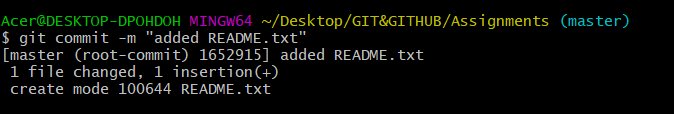 Acer@DESKTOP-DPOHDOH MINGW64 ~/Desktop/GIT&GITHUB/Assignments (master)
$ git commit -m "added README.txt"
[master (root-commit) 1652915] added README.txt
 1 file changed, 1 insertion(+)
 create mode 100644 README.txt